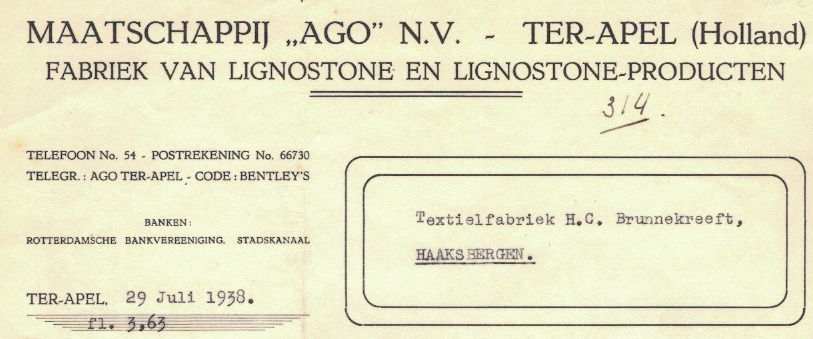 MAATSCHAPPIJ „AGO” N.V. - TER-APEL (Holland)
FABRIEK VAN LIGNOSTONE EN LIGNOSTONE-PRODUCTEN
314.
TELEFOON No. 54 - POSTREKENING No. 66730
TELEGR.: AGO TER-APEL - CODE: BENTLEY'S
BANKEN:
ROTTERDAMSCHE BANKVEREENIGING. STADSKANAAL
Textielfabriek H.C. Brunnekreeft,
HAAKSBERGEN.
TER-APEL, 29 Juli 1938.
fl. 3,63